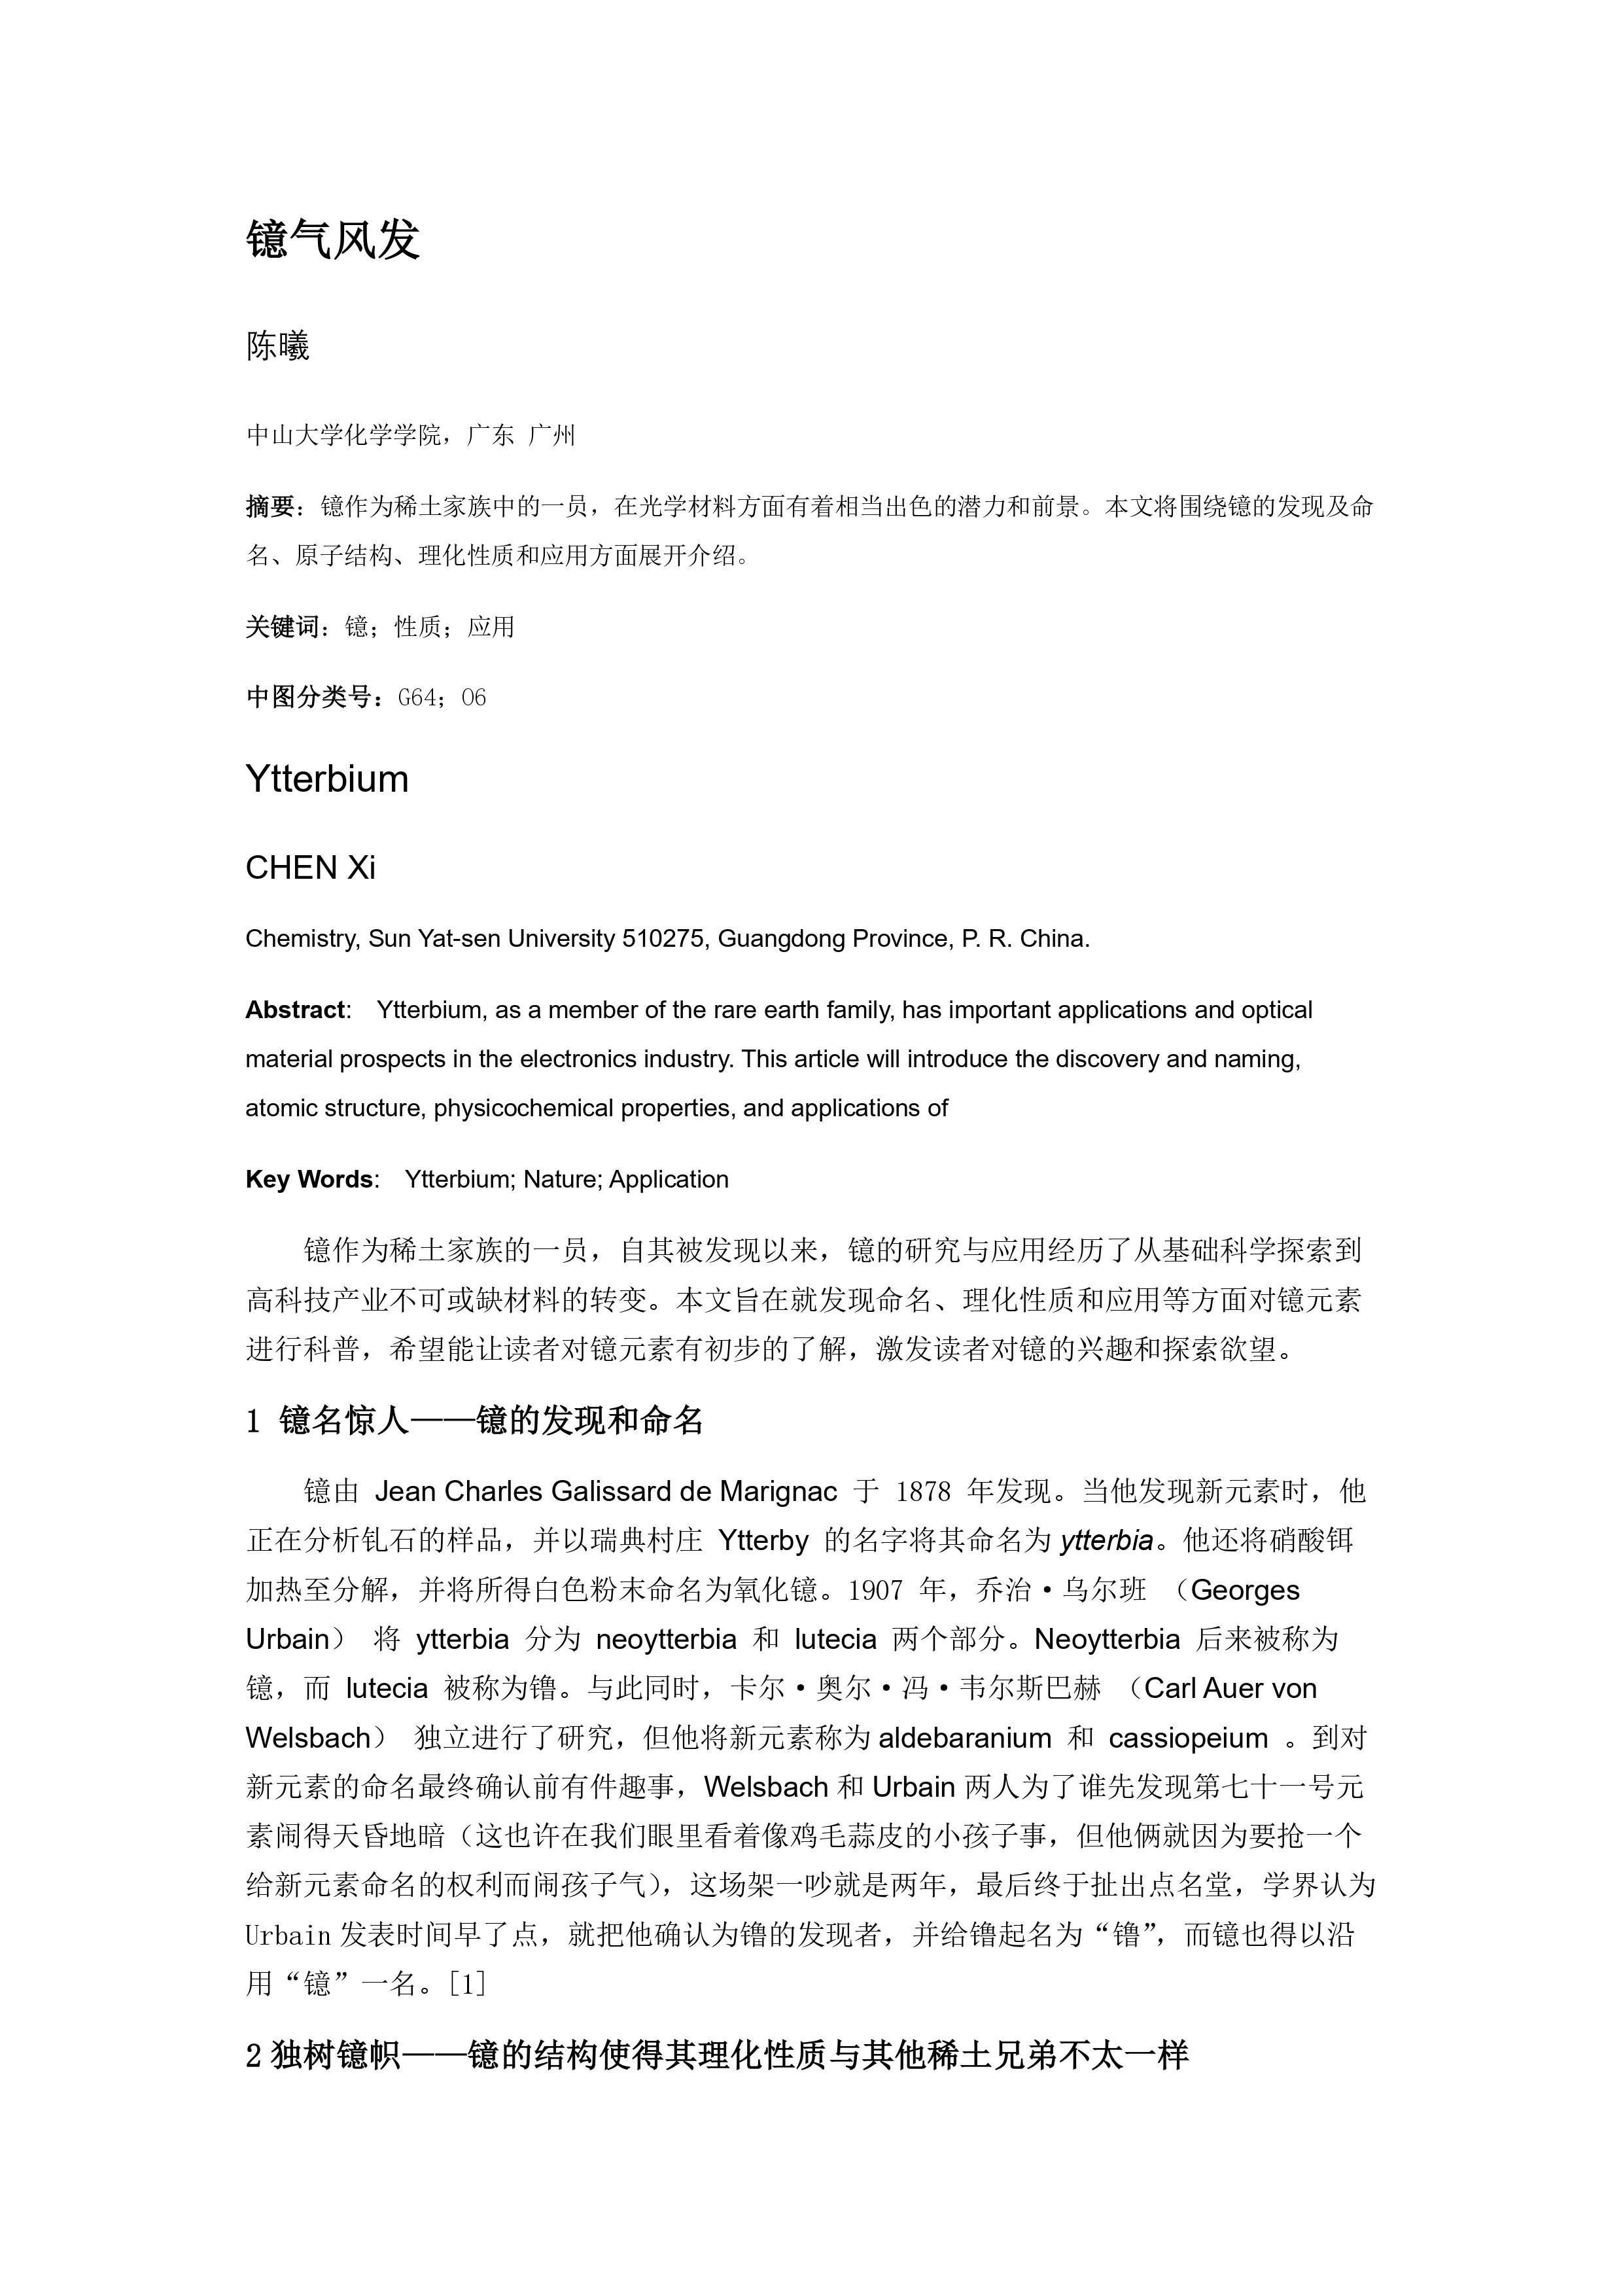 镱气风发
陈曦
中山大学化学学院，广东 广州
摘要：镱作为稀土家族中的一员，在光学材料方面有着相当出色的潜力和前景。本文将围绕镱的发现及命
名、原子结构、理化性质和应用方面展开介绍。
关键词：镱；性质；应用
中图分类号：G64；O6
Ytterbium
CHEN Xi
Chemistry, Sun Yat-sen University 510275, Guangdong Province, P. R. China.
Abstract: Ytterbium, as a member of the rare earth family, has important applications and optical
material prospects in the electronics industry. This article will introduce the discovery and naming,
atomic structure, physicochemical properties, and applications of
Key Words: Ytterbium; Nature; Application
镱作为稀土家族的一员，自其被发现以来，镱的研究与应用经历了从基础科学探索到
高科技产业不可或缺材料的转变。本文旨在就发现命名、理化性质和应用等方面对镱元素
进行科普，希望能让读者对镱元素有初步的了解，激发读者对镱的兴趣和探索欲望。
1 镱名惊人——镱的发现和命名
镱由 Jean Charles Galissard de Marignac 于 1878 年发现。当他发现新元素时，他
正在分析钆石的样品，并以瑞典村庄 Ytterby 的名字将其命名为 ytterbia。他还将硝酸铒
加热至分解，并将所得白色粉末命名为氧化镱。1907 年，乔治·乌尔班 （Georges
Urbain） 将 ytterbia 分为 neoytterbia 和 lutecia 两个部分。Neoytterbia 后来被称为
镱，而 lutecia 被称为镥。与此同时，卡尔·奥尔·冯·韦尔斯巴赫 （Carl Auer von
Welsbach） 独立进行了研究，但他将新元素称为 aldebaranium 和 cassiopeium 。到对
新元素的命名最终确认前有件趣事，Welsbach 和 Urbain 两人为了谁先发现第七十一号元
素闹得天昏地暗（这也许在我们眼里看着像鸡毛蒜皮的小孩子事，但他俩就因为要抢一个
给新元素命名的权利而闹孩子气），这场架一吵就是两年，最后终于扯出点名堂，学界认为
Urbain 发表时间早了点，就把他确认为镥的发现者，并给镥起名为“镥”，而镱也得以沿
用“镱”一名。[1]
2 独树镱帜——镱的结构使得其理化性质与其他稀土兄弟不太一样